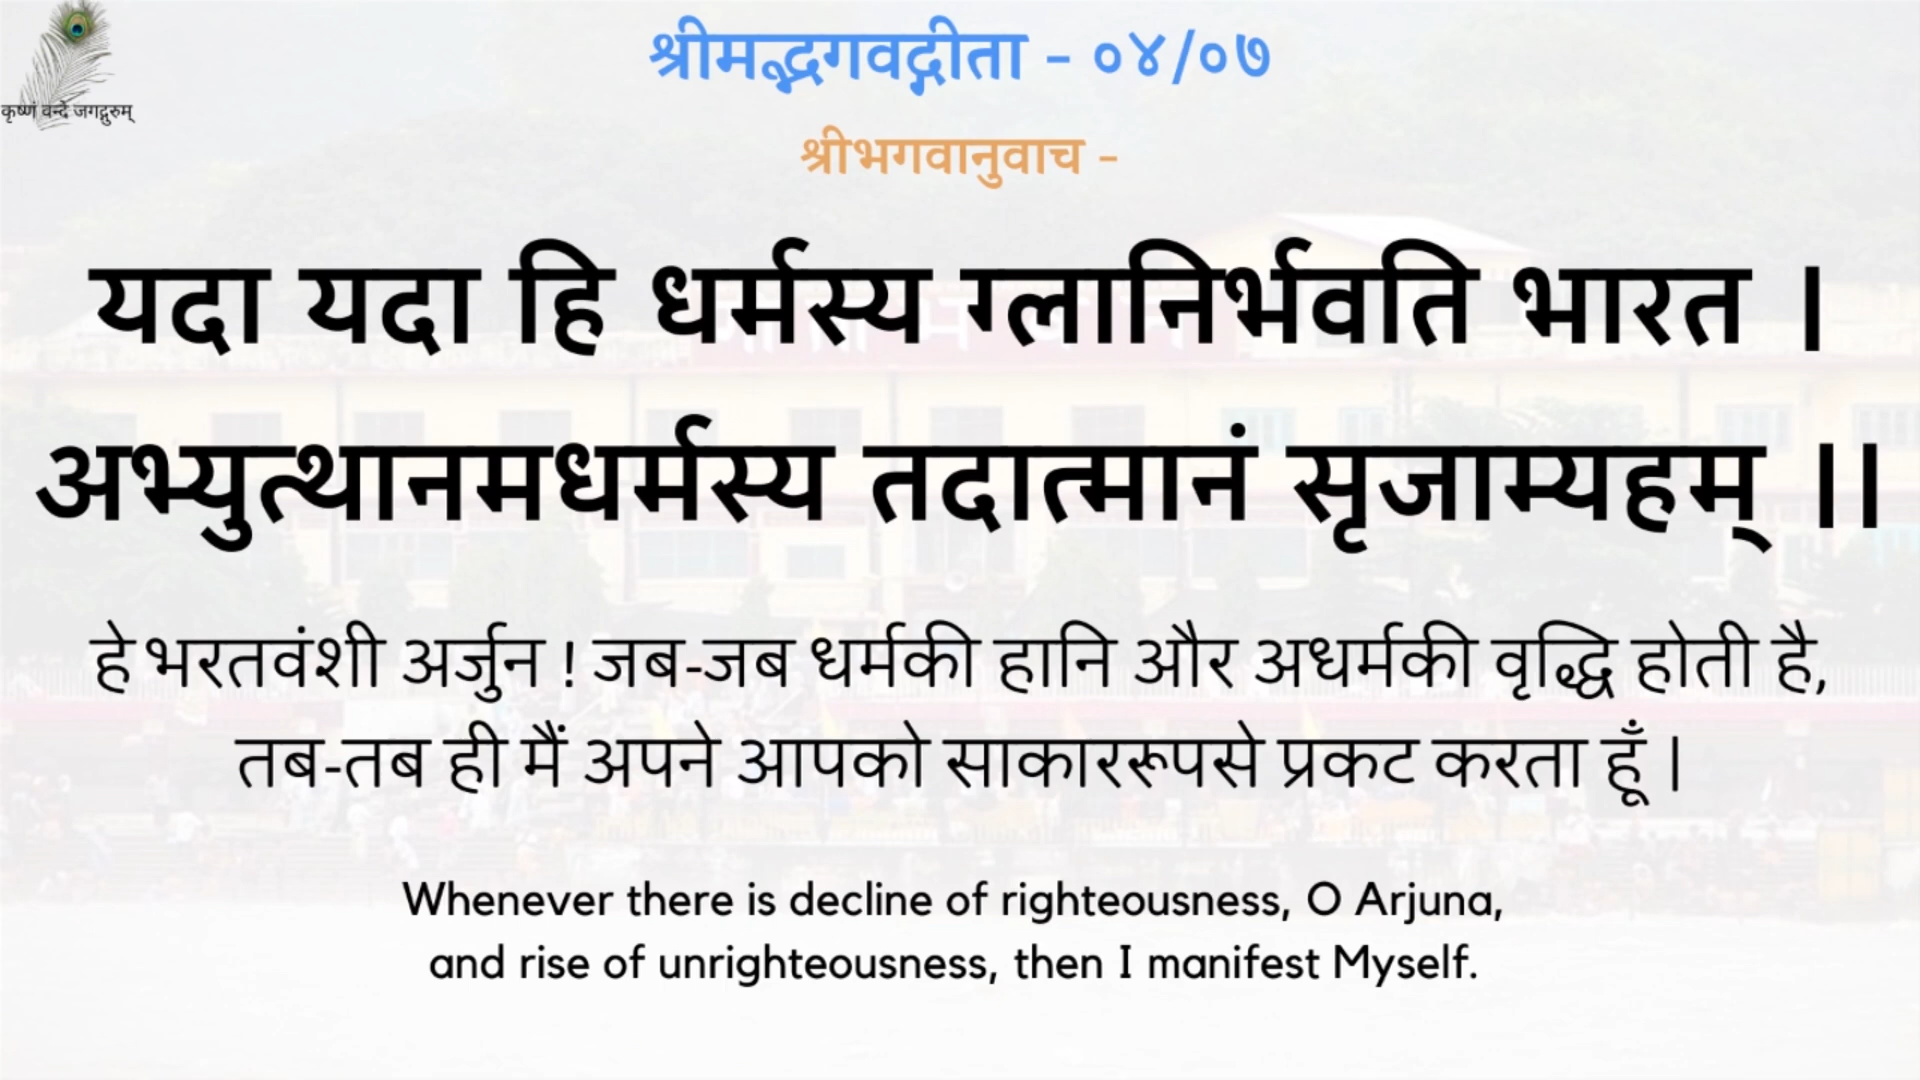 श्रीमद्भगवद्गीता - ०४/०७
कृष्णं वन्दे जगद्गुरुम्
श्रीभगवानुवाच -
यदा यदा हि धर्मस्य ग्लानिर्भवति भारत ।
अभ्युत्थानमधर्मस्य तदात्मानं सृजाम्यहम् ।।
हे भरतवंशी अर्जुन ! जब-जब धर्मकी हानि और अधर्मकी वृद्धि होती है,
तब-तब ही मैं अपने आपको साकाररूपसे प्रकट करता हूँ |
Whenever there is decline of righteousness, O Arjuna,
and rise of unrighteousness, then I manifest Myself.